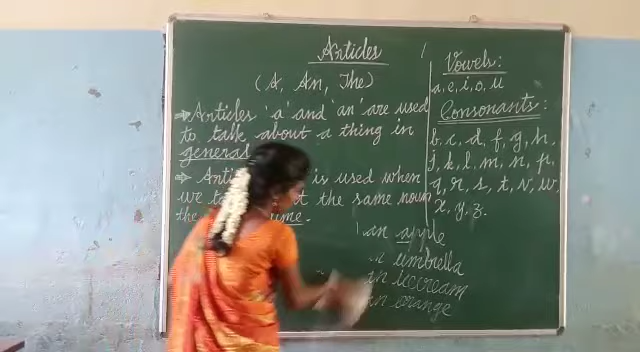 Articles
(A, An, The)
⇒ Articles 'a' and 'an' are used
to talk about a thing in
general
⇒ is used when
we the same noun
the
an apple
umbrella
icecream
orange
Vowels:
a, e, i, o, u
Consonants:
b, c, d, f, g, h,
j, k, l, m, n, p,
q, r, s, t, v, w,
x, y, z.